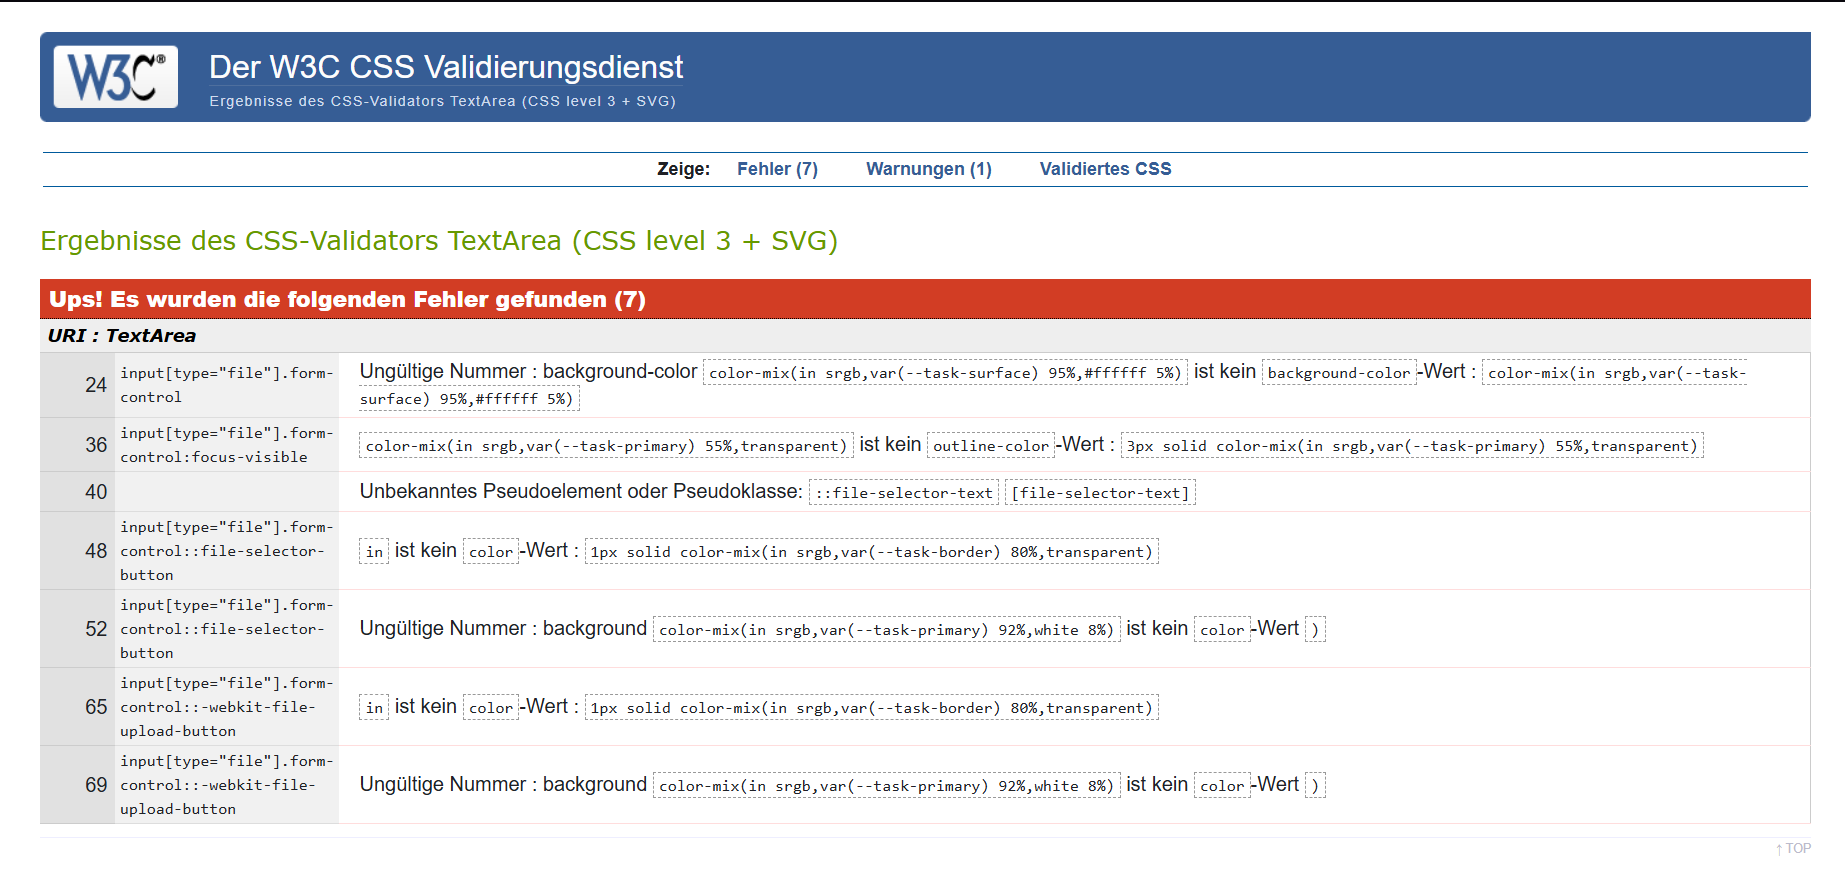 W3C®
Der W3C CSS Validierungsdienst
Ergebnisse des CSS-Validators TextArea (CSS level 3 + SVG)
Zeige: Fehler (7) Warnungen (1) Validiertes CSS
Ergebnisse des CSS-Validators TextArea (CSS level 3 + SVG)
Ups! Es wurden die folgenden Fehler gefunden (7)
URI : TextArea
24
input[type="file"].form-
control
Ungültige Nummer : background-color color-mix(in srgb,var(--task-surface) 95%,#ffffff 5%) ist kein background-color-Wert : color-mix(in srgb,var(--task-
surface) 95%,#ffffff 5%)
36
input[type="file"].form-
control:focus-visible
color-mix(in srgb,var(--task-primary) 55%,transparent) ist kein outline-color-Wert : 3px solid color-mix(in srgb,var(--task-primary) 55%,transparent)
40
Unbekanntes Pseudoelement oder Pseudoklasse: ::file-selector-text [file-selector-text]
48
input[type="file"].form-
control::file-selector-
button
in ist kein color-Wert : 1px solid color-mix(in srgb,var(--task-border) 80%,transparent)
52
input[type="file"].form-
control::file-selector-
button
Ungültige Nummer : background color-mix(in srgb,var(--task-primary) 92%,white 8%) ist kein color-Wert )
65
input[type="file"].form-
control::-webkit-file-
upload-button
in ist kein color-Wert : 1px solid color-mix(in srgb,var(--task-border) 80%,transparent)
69
input[type="file"].form-
control::-webkit-file-
upload-button
Ungültige Nummer : background color-mix(in srgb,var(--task-primary) 92%,white 8%) ist kein color-Wert )
↑ TOP